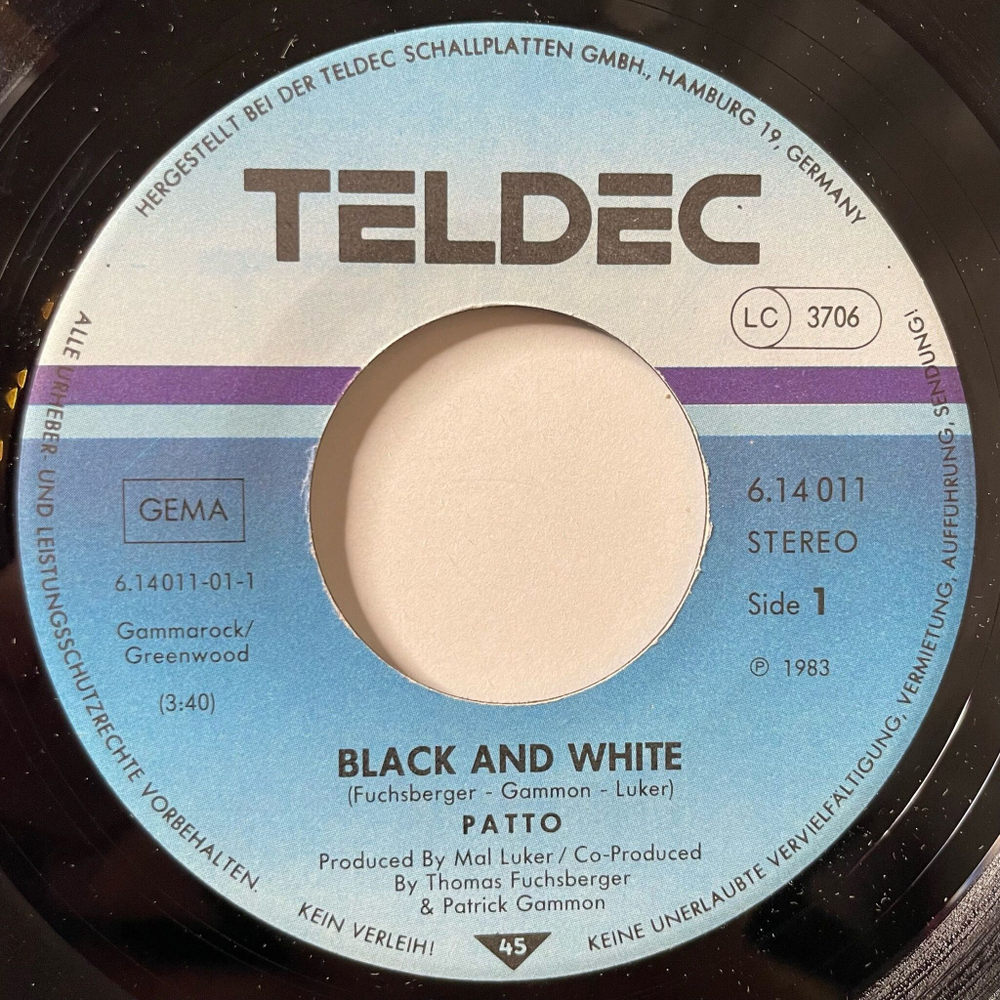 HERGESTELLT BEI DER TELDEC SCHALLPLATTEN GMBH., HAMBURG 19, GERMANY
TELDEC
LC 3706
GEMA
6.14011-01-1
Gammarock/
Greenwood
(3:40)
6.14 011
STEREO
Side 1
℗ 1983
BLACK AND WHITE
(Fuchsberger - Gammon - Luker)
PATTO
Produced By Mal Luker / Co-Produced
By Thomas Fuchsberger
& Patrick Gammon
45
ALLE URHEBER- UND LEISTUNGSSCHUTZRECHTE VORBEHALTEN.
KEIN VERLEIH!
KEINE UNERLAUBTE VERVIELFÄLTIGUNG, VERMIETUNG, AUFFÜHRUNG, SENDUNG!